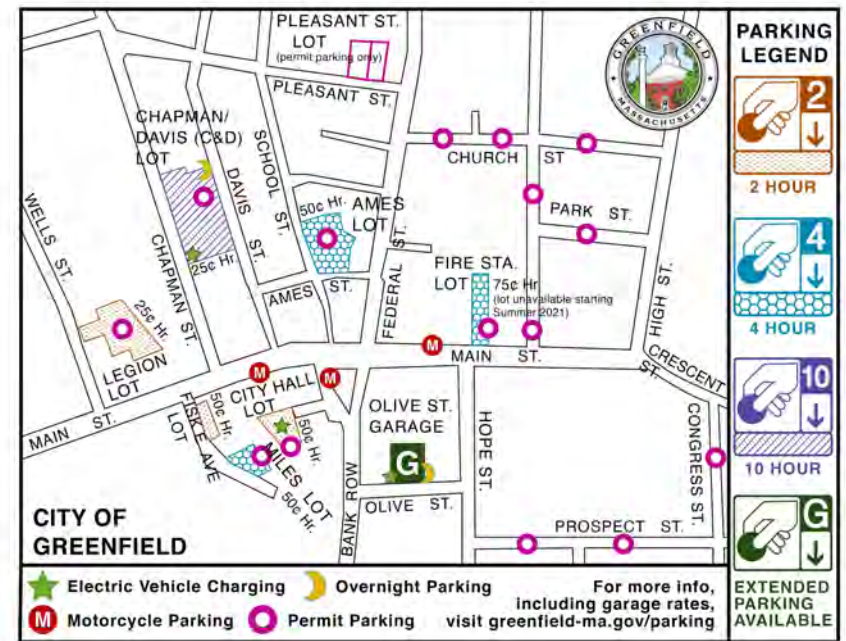 PLEASANT ST.
LOT
(permit parking only)
PLEASANT ST.
GREENFIELD
MASSACHUSETTS
PARKING
LEGEND
2
2 HOUR
4
4 HOUR
10
10 HOUR
G
EXTENDED
PARKING
AVAILABLE
CHAPMAN/
DAVIS (C&D)
LOT
SCHOOL ST.
DAVIS ST.
CHURCH ST
WELLS ST.
CHAPMAN ST.
25¢ Hr.
50¢ Hr.
AMES
LOT
PARK ST.
FEDERAL ST.
FIRE STA.
LOT
75¢ Hr
(lot unavailable starting
Summer 2021)
HIGH ST.
AMES ST.
25¢ Hr.
LEGION
LOT
M
MAIN ST.
CRESCENT
ST.
M
M
CITY HALL
LOT
MAIN ST.
FISKE AVE
LOT
50¢ Hr.
50¢ Hr.
MILES LOT
50¢ Hr.
OLIVE ST.
GARAGE
G
HOPE ST.
CONGRESS ST.
BANK ROW
OLIVE ST.
PROSPECT ST.
CITY OF
GREENFIELD
Electric Vehicle Charging
Overnight Parking
M Motorcycle Parking
Permit Parking
For more info,
including garage rates,
visit greenfield-ma.gov/parking